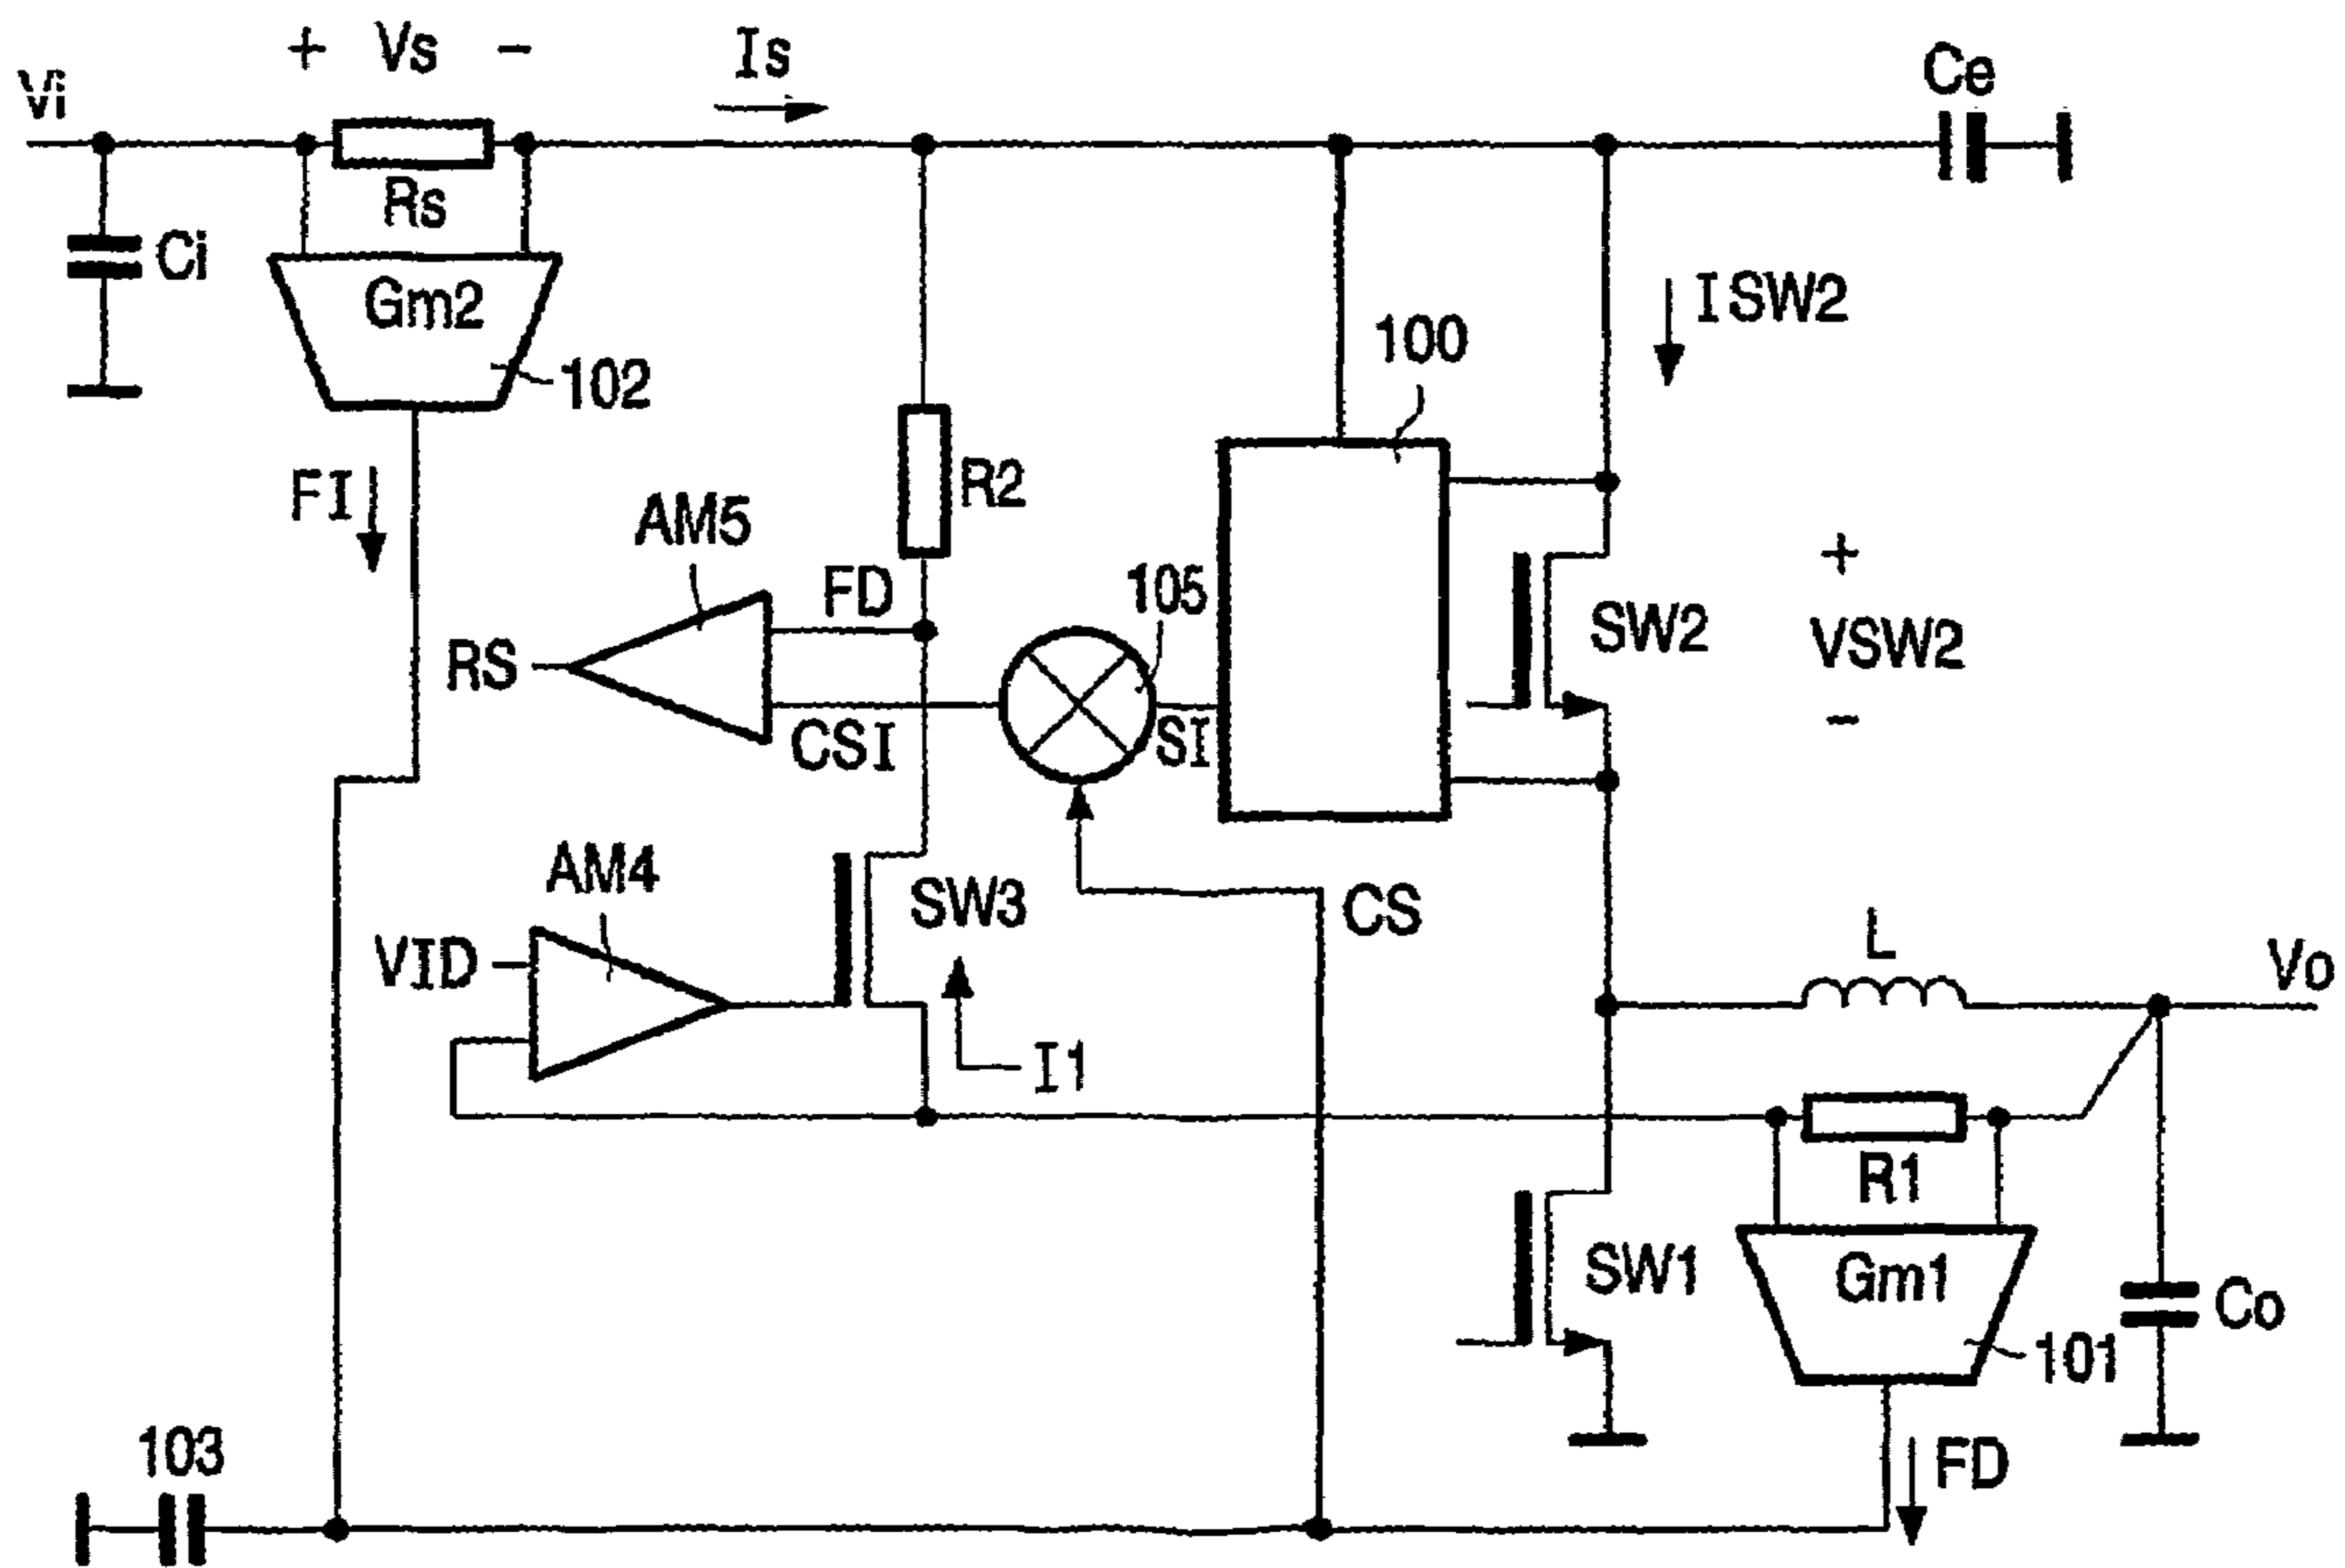 + Vs −
Is
Ce
Vi
Rs
Ci
Gm2
ISW2
100
102
FI
R2
AM5
FD
105
+
SW2
VSW2
RS
−
CSI
SI
AM4
SW3
CS
VID
L
Vo
I1
R1
SW1
Gm1
Co
101
103
FD